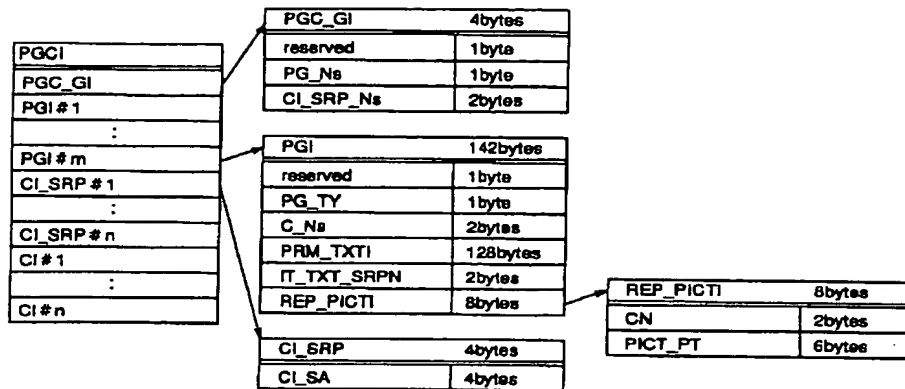 PGCI
PGC_GI
PGI#1
:
PGI#m
CI_SRP#1
:
CI_SRP#n
CI#1
:
CI#n
PGC_GI 4bytes
reserved 1byte
PG_Ns 1byte
CI_SRP_Ns 2bytes
PGI 142bytes
reserved 1byte
PG_TY 1byte
C_Ns 2bytes
PRM_TXTI 128bytes
IT_TXT_SRPN 2bytes
REP_PICTI 8bytes
CI_SRP 4bytes
CI_SA 4bytes
REP_PICTI 8bytes
CN 2bytes
PICT_PT 6bytes